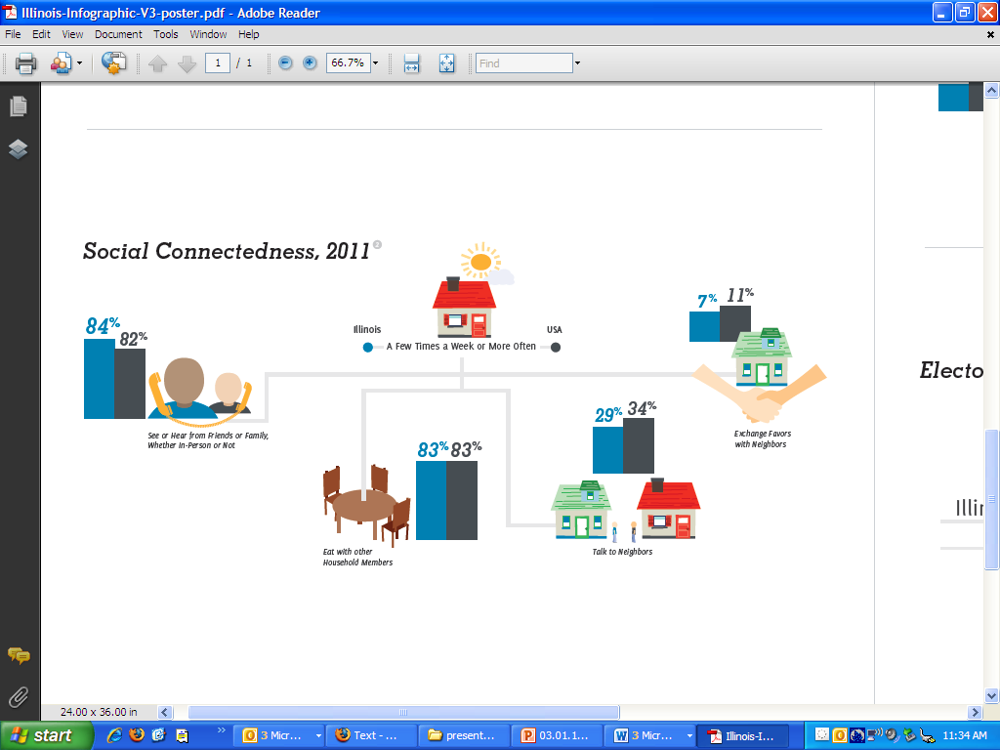 Illinois-Infographic-V3-poster.pdf - Adobe Reader
File Edit View Document Tools Window Help
1 / 1 66.7% Find
Social Connectedness, 2011 2
7% 11%
84% 82%
Illinois USA
A Few Times a Week or More Often
Electo
29% 34%
See or Hear from Friends or Family,
Whether In-Person or Not
Exchange Favors
with Neighbors
83% 83%
Illin
Eat with other
Household Members
Talk to Neighbors
24.00 x 36.00 in
start 3 Micr... Text - ... present... 03.01.1... 3 Micr... Illinois-I... 11:34 AM